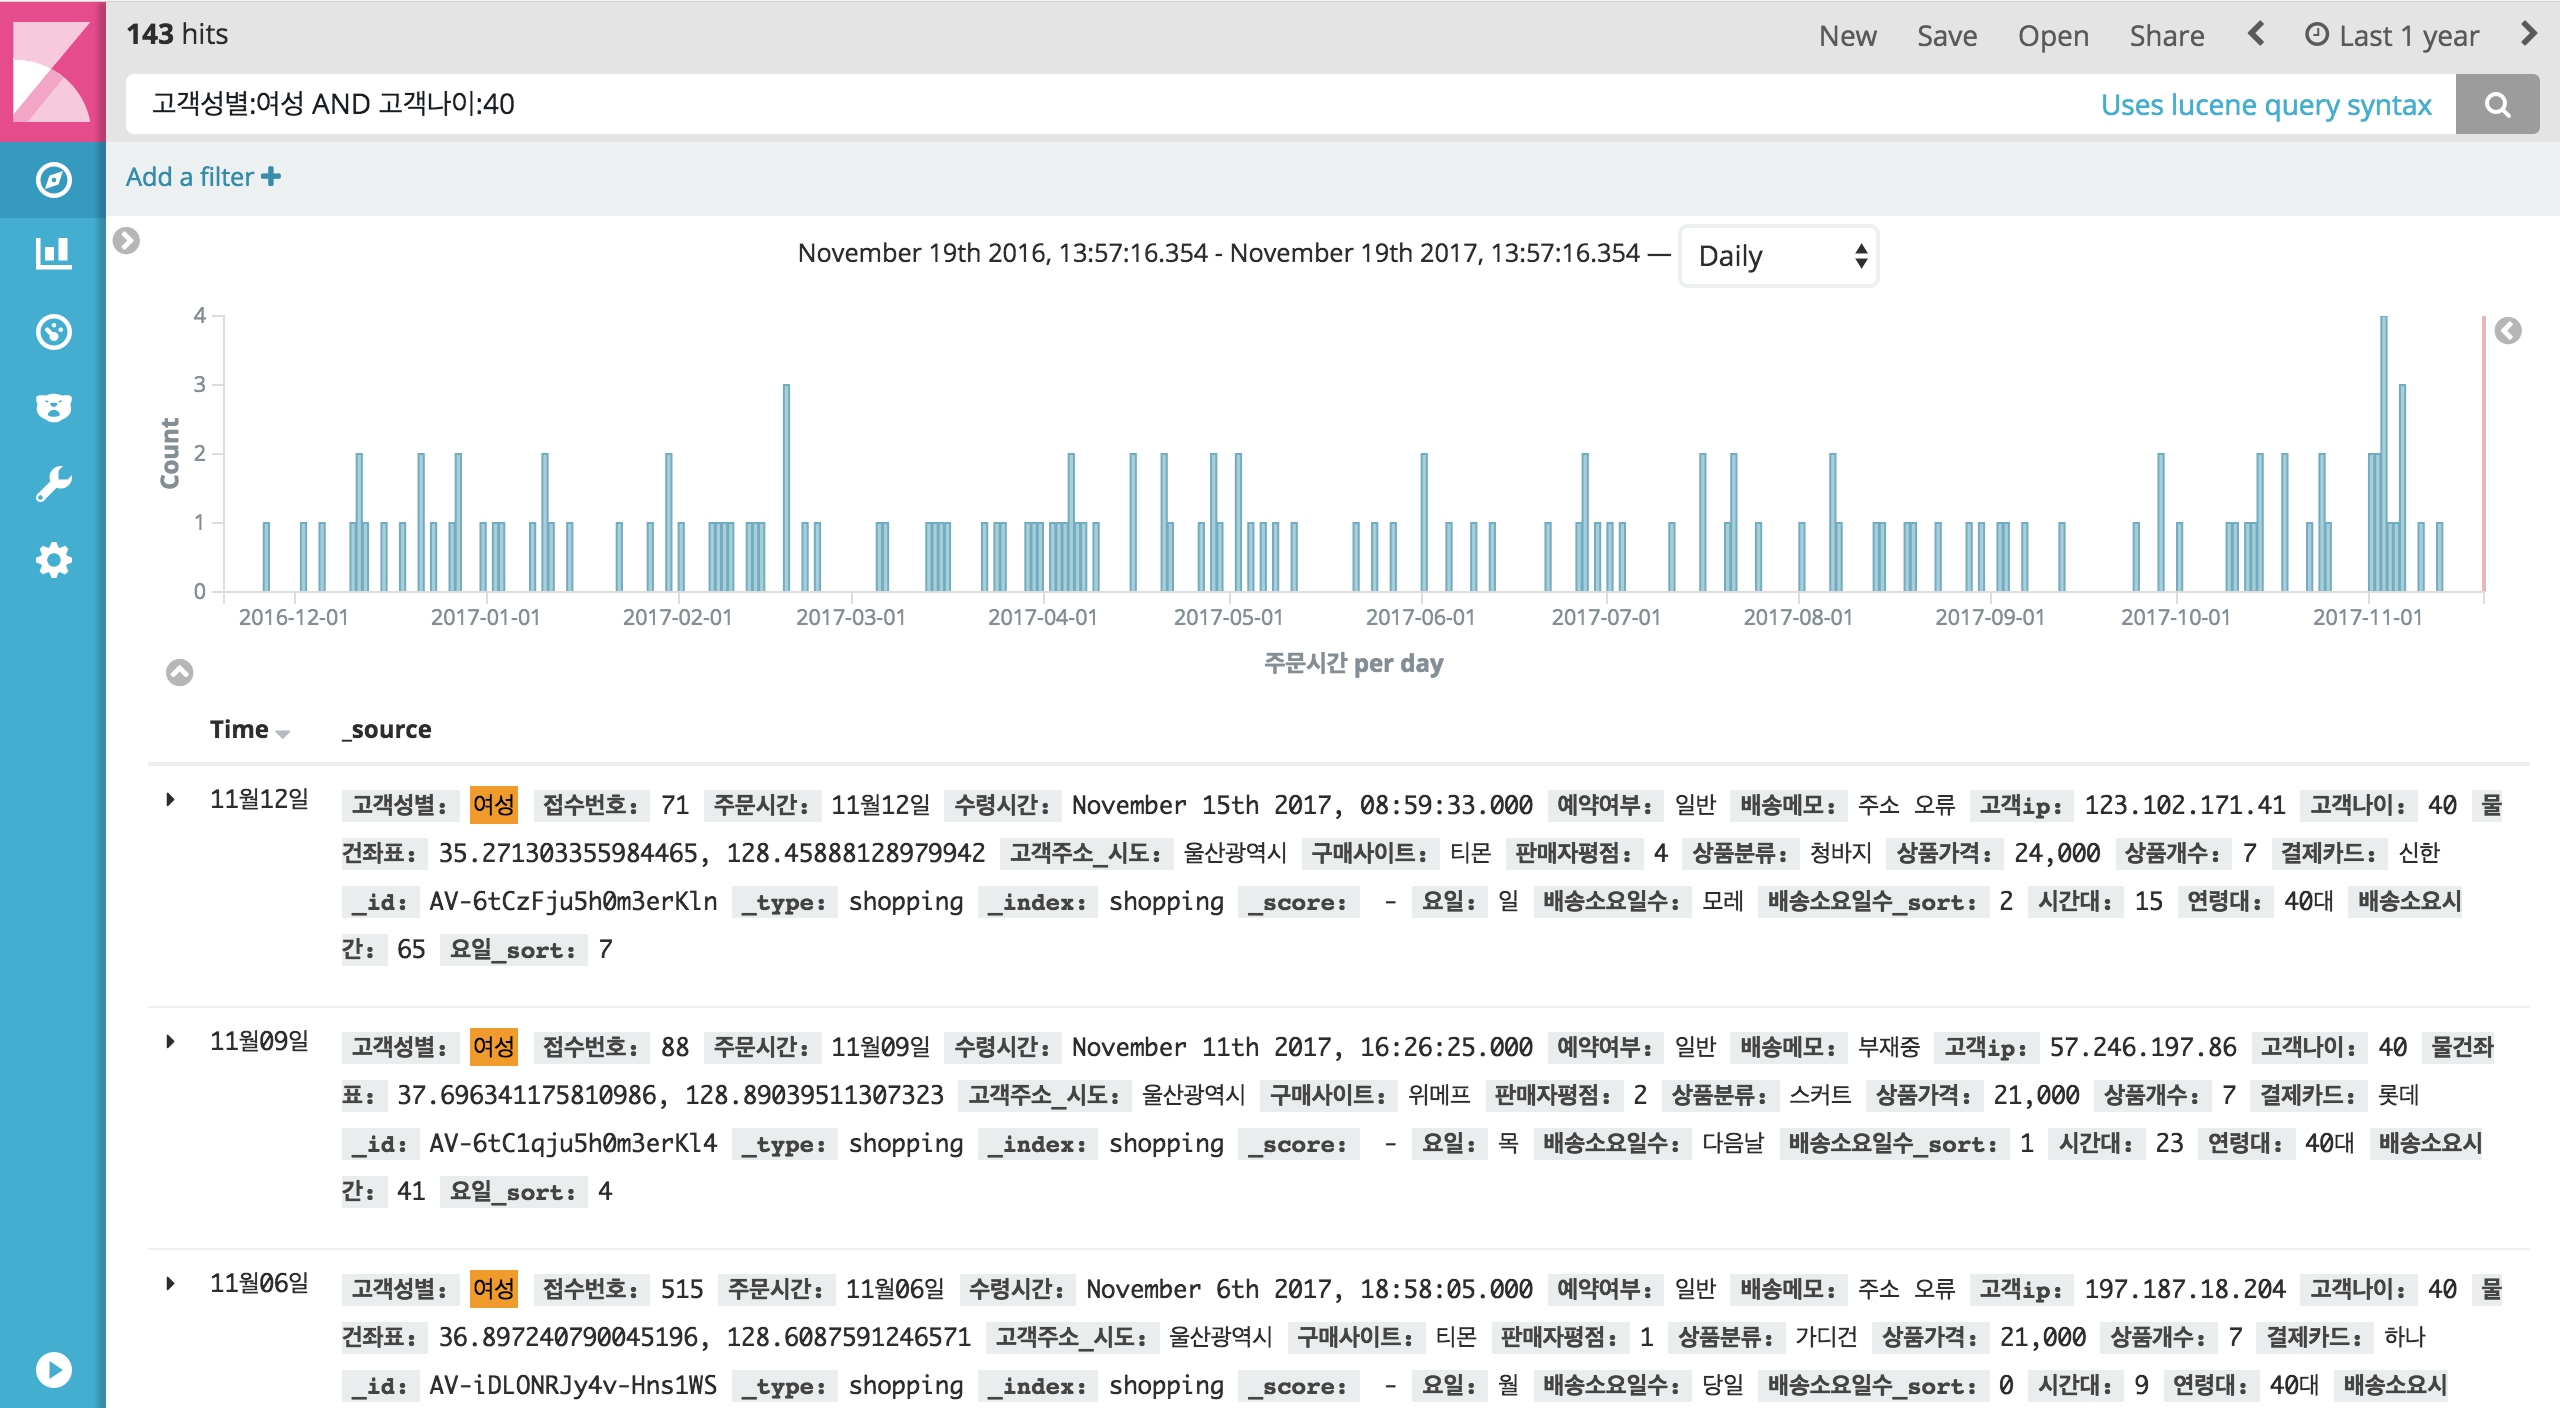 143 hits
New Save Open Share Last 1 year
고객성별:여성 AND 고객나이:40
Uses lucene query syntax
Add a filter
November 19th 2016, 13:57:16.354 - November 19th 2017, 13:57:16.354 — Daily
4
3
2
1
0
Count
2016-12-01 2017-01-01 2017-02-01 2017-03-01 2017-04-01 2017-05-01 2017-06-01 2017-07-01 2017-08-01 2017-09-01 2017-10-01 2017-11-01
주문시간 per day
Time _source
11월12일 고객성별: 여성 접수번호: 71 주문시간: 11월12일 수령시간: November 15th 2017, 08:59:33.000 예약여부: 일반 배송메모: 주소 오류 고객ip: 123.102.171.41 고객나이: 40 물
건좌표: 35.271303355984465, 128.45888128979942 고객주소_시도: 울산광역시 구매사이트: 티몬 판매자평점: 4 상품분류: 청바지 상품가격: 24,000 상품개수: 7 결제카드: 신한
_id: AV-6tCzFju5h0m3erKln _type: shopping _index: shopping _score: - 요일: 일 배송소요일수: 모레 배송소요일수_sort: 2 시간대: 15 연령대: 40대 배송소요시
간: 65 요일_sort: 7
11월09일 고객성별: 여성 접수번호: 88 주문시간: 11월09일 수령시간: November 11th 2017, 16:26:25.000 예약여부: 일반 배송메모: 부재중 고객ip: 57.246.197.86 고객나이: 40 물건좌
표: 37.696341175810986, 128.89039511307323 고객주소_시도: 울산광역시 구매사이트: 위메프 판매자평점: 2 상품분류: 스커트 상품가격: 21,000 상품개수: 7 결제카드: 롯데
_id: AV-6tC1qju5h0m3erKl4 _type: shopping _index: shopping _score: - 요일: 목 배송소요일수: 다음날 배송소요일수_sort: 1 시간대: 23 연령대: 40대 배송소요시
간: 41 요일_sort: 4
11월06일 고객성별: 여성 접수번호: 515 주문시간: 11월06일 수령시간: November 6th 2017, 18:58:05.000 예약여부: 일반 배송메모: 주소 오류 고객ip: 197.187.18.204 고객나이: 40 물
건좌표: 36.897240790045196, 128.6087591246571 고객주소_시도: 울산광역시 구매사이트: 티몬 판매자평점: 1 상품분류: 가디건 상품가격: 21,000 상품개수: 7 결제카드: 하나
_id: AV-iDLONRJy4v-Hns1WS _type: shopping _index: shopping _score: - 요일: 월 배송소요일수: 당일 배송소요일수_sort: 0 시간대: 9 연령대: 40대 배송소요시